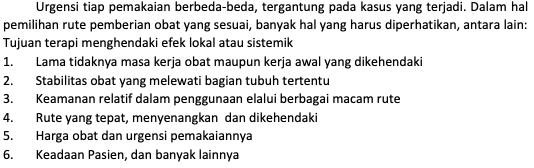 Urgensi tiap pemakaian berbeda-beda, tergantung pada kasus yang terjadi. Dalam hal
pemilihan rute pemberian obat yang sesuai, banyak hal yang harus diperhatikan, antara lain:
Tujuan terapi menghendaki efek lokal atau sistemik
1. Lama tidaknya masa kerja obat maupun kerja awal yang dikehendaki
2. Stabilitas obat yang melewati bagian tubuh tertentu
3. Keamanan relatif dalam penggunaan elalui berbagai macam rute
4. Rute yang tepat, menyenangkan dan dikehendaki
5. Harga obat dan urgensi pemakaiannya
6. Keadaan Pasien, dan banyak lainnya